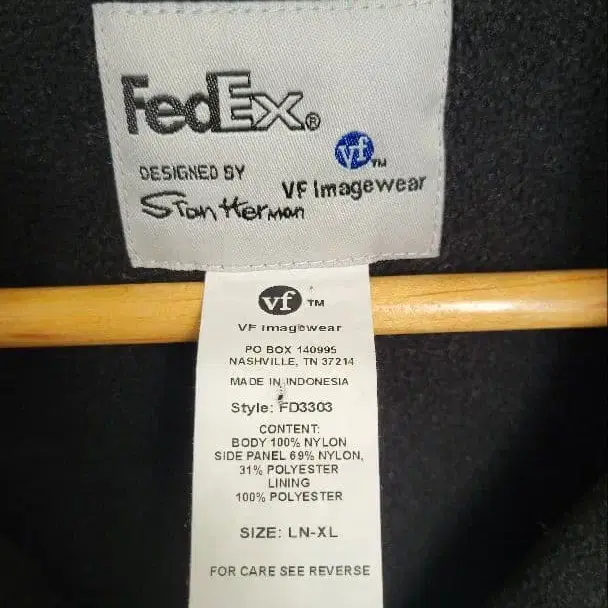 FedEx®
DESIGNED BY
Stan Herman
vf™
VF Imagewear
vf ™
VF Imagewear
PO BOX 140995
NASHVILLE, TN 37214
MADE IN INDONESIA
Style: FD3303
CONTENT:
BODY 100% NYLON
SIDE PANEL 69% NYLON,
31% POLYESTER
LINING
100% POLYESTER
SIZE: LN-XL
FOR CARE SEE REVERSE